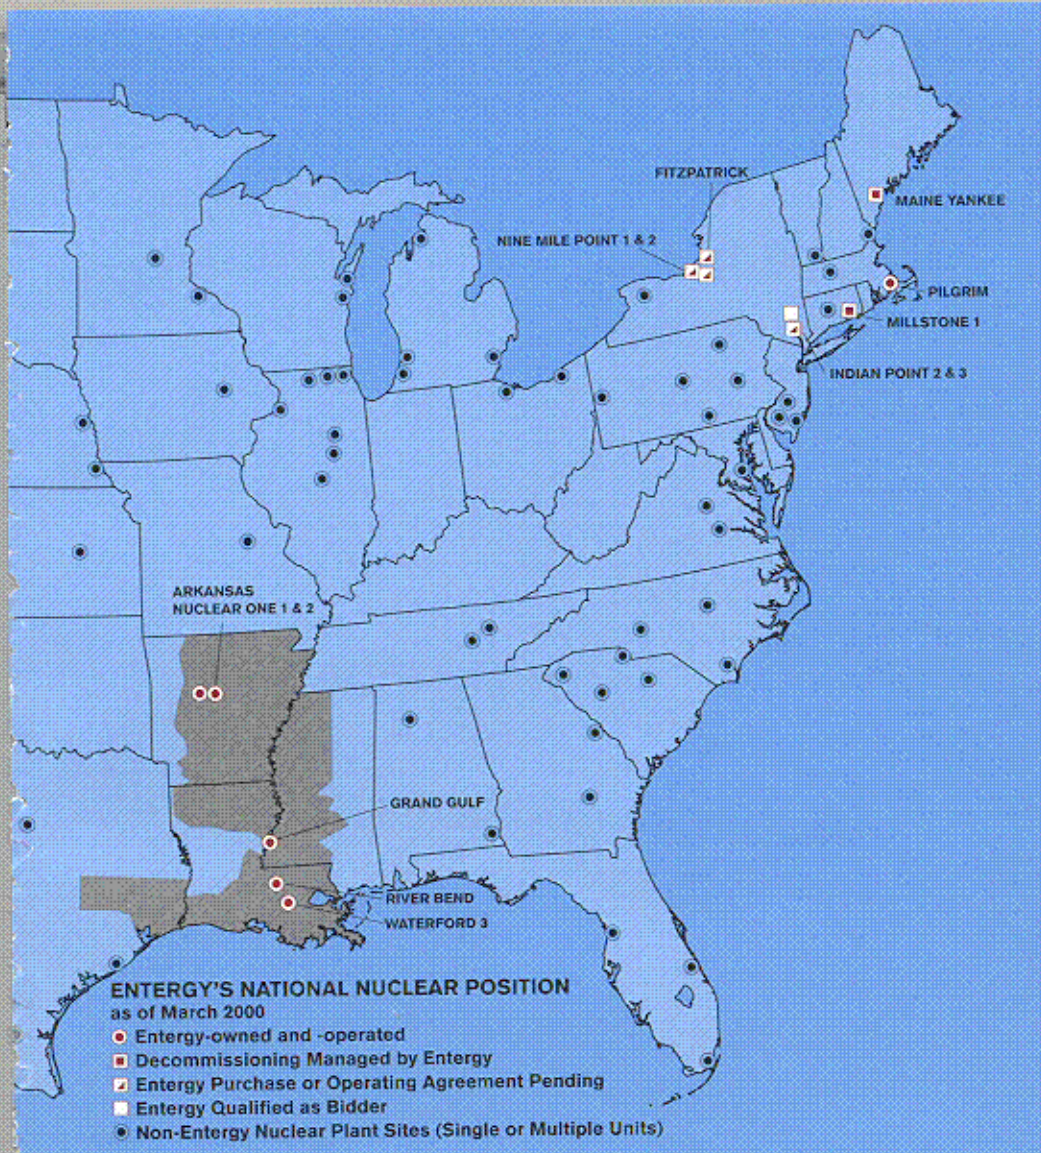 FITZPATRICK
MAINE YANKEE
NINE MILE POINT 1 & 2
PILGRIM
MILLSTONE 1
INDIAN POINT 2 & 3
ARKANSAS
NUCLEAR ONE 1 & 2
GRAND GULF
RIVER BEND
WATERFORD 3
ENTERGY'S NATIONAL NUCLEAR POSITION
as of March 2000
Entergy-owned and -operated
Decommissioning Managed by Entergy
Entergy Purchase or Operating Agreement Pending
Entergy Qualified as Bidder
Non-Entergy Nuclear Plant Sites (Single or Multiple Units)